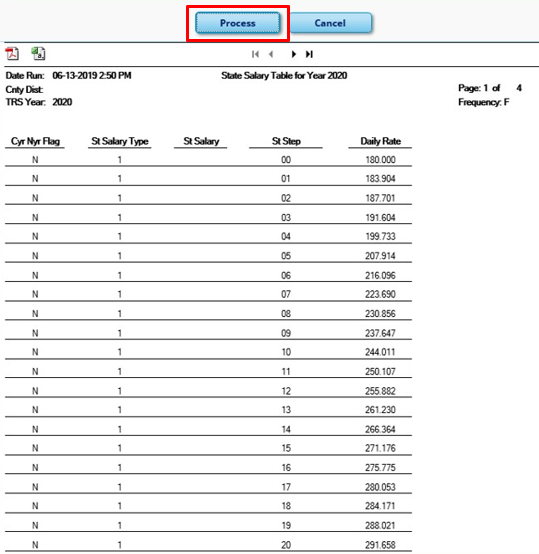 Process Cancel
Date Run: 06-13-2019 2:50 PM State Salary Table for Year 2020
Cnty Dist: Page: 1 of 4
TRS Year: 2020 Frequency: F
Cyr Nyr Flag St Salary Type St Salary St Step Daily Rate
N 1 00 180.000
N 1 01 183.904
N 1 02 187.701
N 1 03 191.604
N 1 04 199.733
N 1 05 207.914
N 1 06 216.096
N 1 07 223.690
N 1 08 230.856
N 1 09 237.647
N 1 10 244.011
N 1 11 250.107
N 1 12 255.882
N 1 13 261.230
N 1 14 266.364
N 1 15 271.176
N 1 16 275.775
N 1 17 280.053
N 1 18 284.171
N 1 19 288.021
N 1 20 291.658